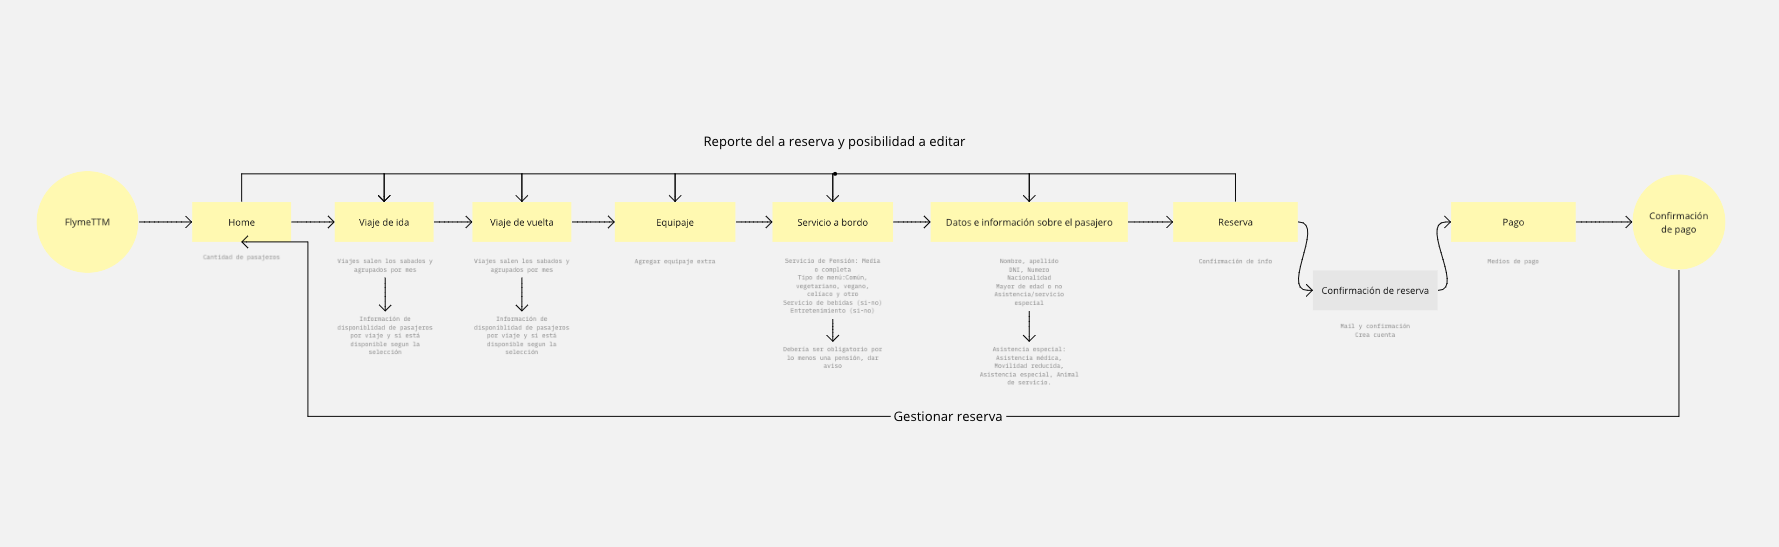 Reporte del a reserva y posibilidad a editar
FlymeTTM
Home
Cantidad de pasajeros
Viaje de ida
Viajes salen los sabados y
agrupados por mes
Información de
disponiblidad de pasajeros
por viaje y si está
disponible segun la
selección
Viaje de vuelta
Viajes salen los sabados y
agrupados por mes
Información de
disponiblidad de pasajeros
por viaje y si está
disponible segun la
selección
Equipaje
Agregar equipaje extra
Servicio a bordo
Servicio de Pensión: Media
o completa
Tipo de menú:Común,
vegetariano, vegano,
celiaco y otro
Servicio de bebidas (si-no)
Entretenimiento (si-no)
Debería ser obligatorio por
lo menos una pensión, dar
aviso
Datos e información sobre el pasajero
Nombre, apellido
DNI, Numero
Nacionalidad
Mayor de edad o no
Asistencia/servicio
especial
Asistencia especial:
Asistencia médica,
Movilidad reducida,
Asistencia especial, Animal
de servicio.
Reserva
Confirmación de info
Confirmación de reserva
Mail y confirmación
Crea cuenta
Pago
Medios de pago
Confirmación
de pago
Gestionar reserva